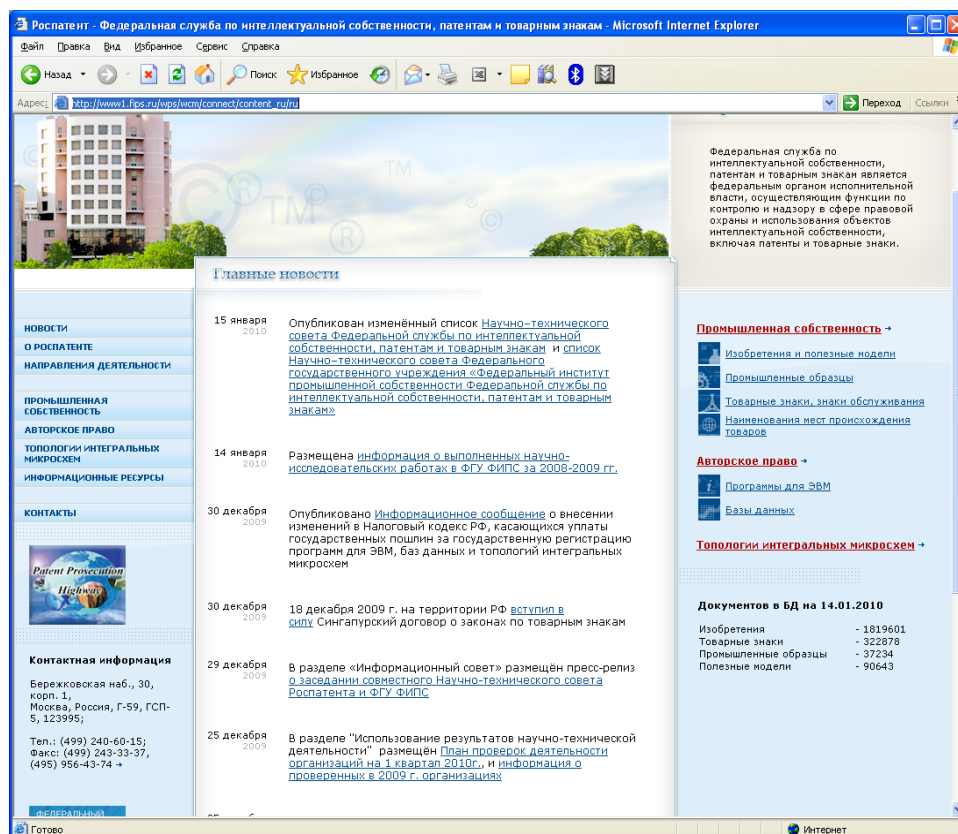 Роспатент - Федеральная служба по интеллектуальной собственности, патентам и товарным знакам - Microsoft Internet Explorer
Файл Правка Вид Избранное Сервис Справка
Назад Поиск Избранное
Адрес: http://www1.fips.ru/wps/wcm/connect/content_ru/ru Переход Ссылки
© ® TM © TM ® ® © ©
Федеральная служба по
интеллектуальной собственности,
патентам и товарным знакам является
федеральным органом исполнительной
власти, осуществляющим функции по
контролю и надзору в сфере правовой
охраны и использования объектов
интеллектуальной собственности,
включая патенты и товарные знаки.
НОВОСТИ
О РОСПАТЕНТЕ
НАПРАВЛЕНИЯ ДЕЯТЕЛЬНОСТИ
ПРОМЫШЛЕННАЯ
СОБСТВЕННОСТЬ
АВТОРСКОЕ ПРАВО
ТОПОЛОГИИ ИНТЕГРАЛЬНЫХ
МИКРОСХЕМ
ИНФОРМАЦИОННЫЕ РЕСУРСЫ
КОНТАКТЫ
Patent Prosecution
Highway
Контактная информация
Бережковская наб., 30,
корп. 1,
Москва, Россия, Г-59, ГСП-
5, 123995;
Тел.: (499) 240-60-15;
Факс: (499) 243-33-37,
(495) 956-43-74 →
ФЕДЕРАЛЬНЫЙ
Главные новости
15 января
2010
Опубликован изменённый список Научно-технического
совета Федеральной службы по интеллектуальной
собственности, патентам и товарным знакам и список
Научно-технического совета Федерального
государственного учреждения «Федеральный институт
промышленной собственности Федеральной службы по
интеллектуальной собственности, патентам и товарным
знакам»
14 января
2010
Размещена информация о выполненных научно-
исследовательских работах в ФГУ ФИПС за 2008-2009 гг.
30 декабря
2009
Опубликовано Информационное сообщение о внесении
изменений в Налоговый кодекс РФ, касающихся уплаты
государственных пошлин за государственную регистрацию
программ для ЭВМ, баз данных и топологий интегральных
микросхем
30 декабря
2009
18 декабря 2009 г. на территории РФ вступил в
силу Сингапурский договор о законах по товарным знакам
29 декабря
2009
В разделе «Информационный совет» размещён пресс-релиз
о заседании совместного Научно-технического совета
Роспатента и ФГУ ФИПС
25 декабря
2009
В разделе "Использование результатов научно-технической
деятельности" размещён План проверок деятельности
организаций на 1 квартал 2010г., и информация о
проверенных в 2009 г. организациях
Промышленная собственность →
Изобретения и полезные модели
Промышленные образцы
Товарные знаки, знаки обслуживания
Наименования мест происхождения
товаров
Авторское право →
Программы для ЭВМ
Базы данных
Топологии интегральных микросхем →
Документов в БД на 14.01.2010
Изобретения - 1819601
Товарные знаки - 322878
Промышленные образцы - 37234
Полезные модели - 90643
Готово Интернет